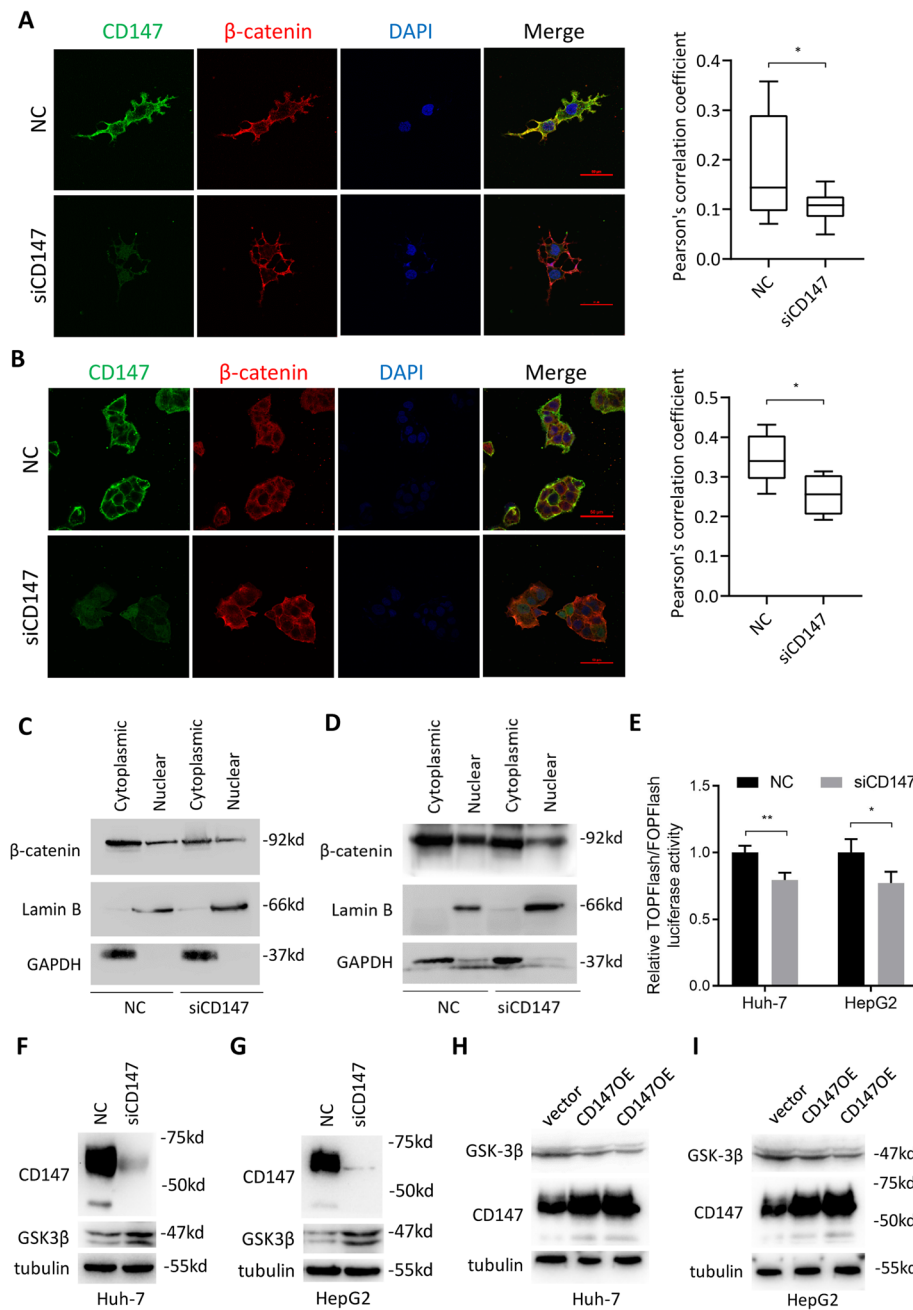 A
CD147 β-catenin DAPI Merge
NC
siCD147
Pearson's correlation coefficient
0.4
0.3
0.2
0.1
0.0
*
NC
siCD147
B
CD147 β-catenin DAPI Merge
NC
siCD147
Pearson's correlation coefficient
0.5
0.4
0.3
0.2
0.1
0.0
*
NC
siCD147
C
Cytoplasmic
Nuclear
Cytoplasmic
Nuclear
β-catenin -92kd
Lamin B -66kd
GAPDH -37kd
NC siCD147
D
Cytoplasmic
Nuclear
Cytoplasmic
Nuclear
β-catenin -92kd
Lamin B -66kd
GAPDH -37kd
NC siCD147
E
Relative TOPFlash/FOPFlash
luciferase activity
NC siCD147
1.5
1.0
0.5
0.0
** *
Huh-7 HepG2
F
NC
siCD147
-75kd
CD147
-50kd
GSK3β -47kd
tubulin -55kd
Huh-7
G
NC
siCD147
-75kd
CD147
-50kd
GSK3β -47kd
tubulin -55kd
HepG2
H
vector
CD147OE
CD147OE
GSK-3β
CD147
tubulin
Huh-7
I
vector
CD147OE
CD147OE
GSK-3β -47kd
-75kd
CD147
-50kd
tubulin -55kd
HepG2